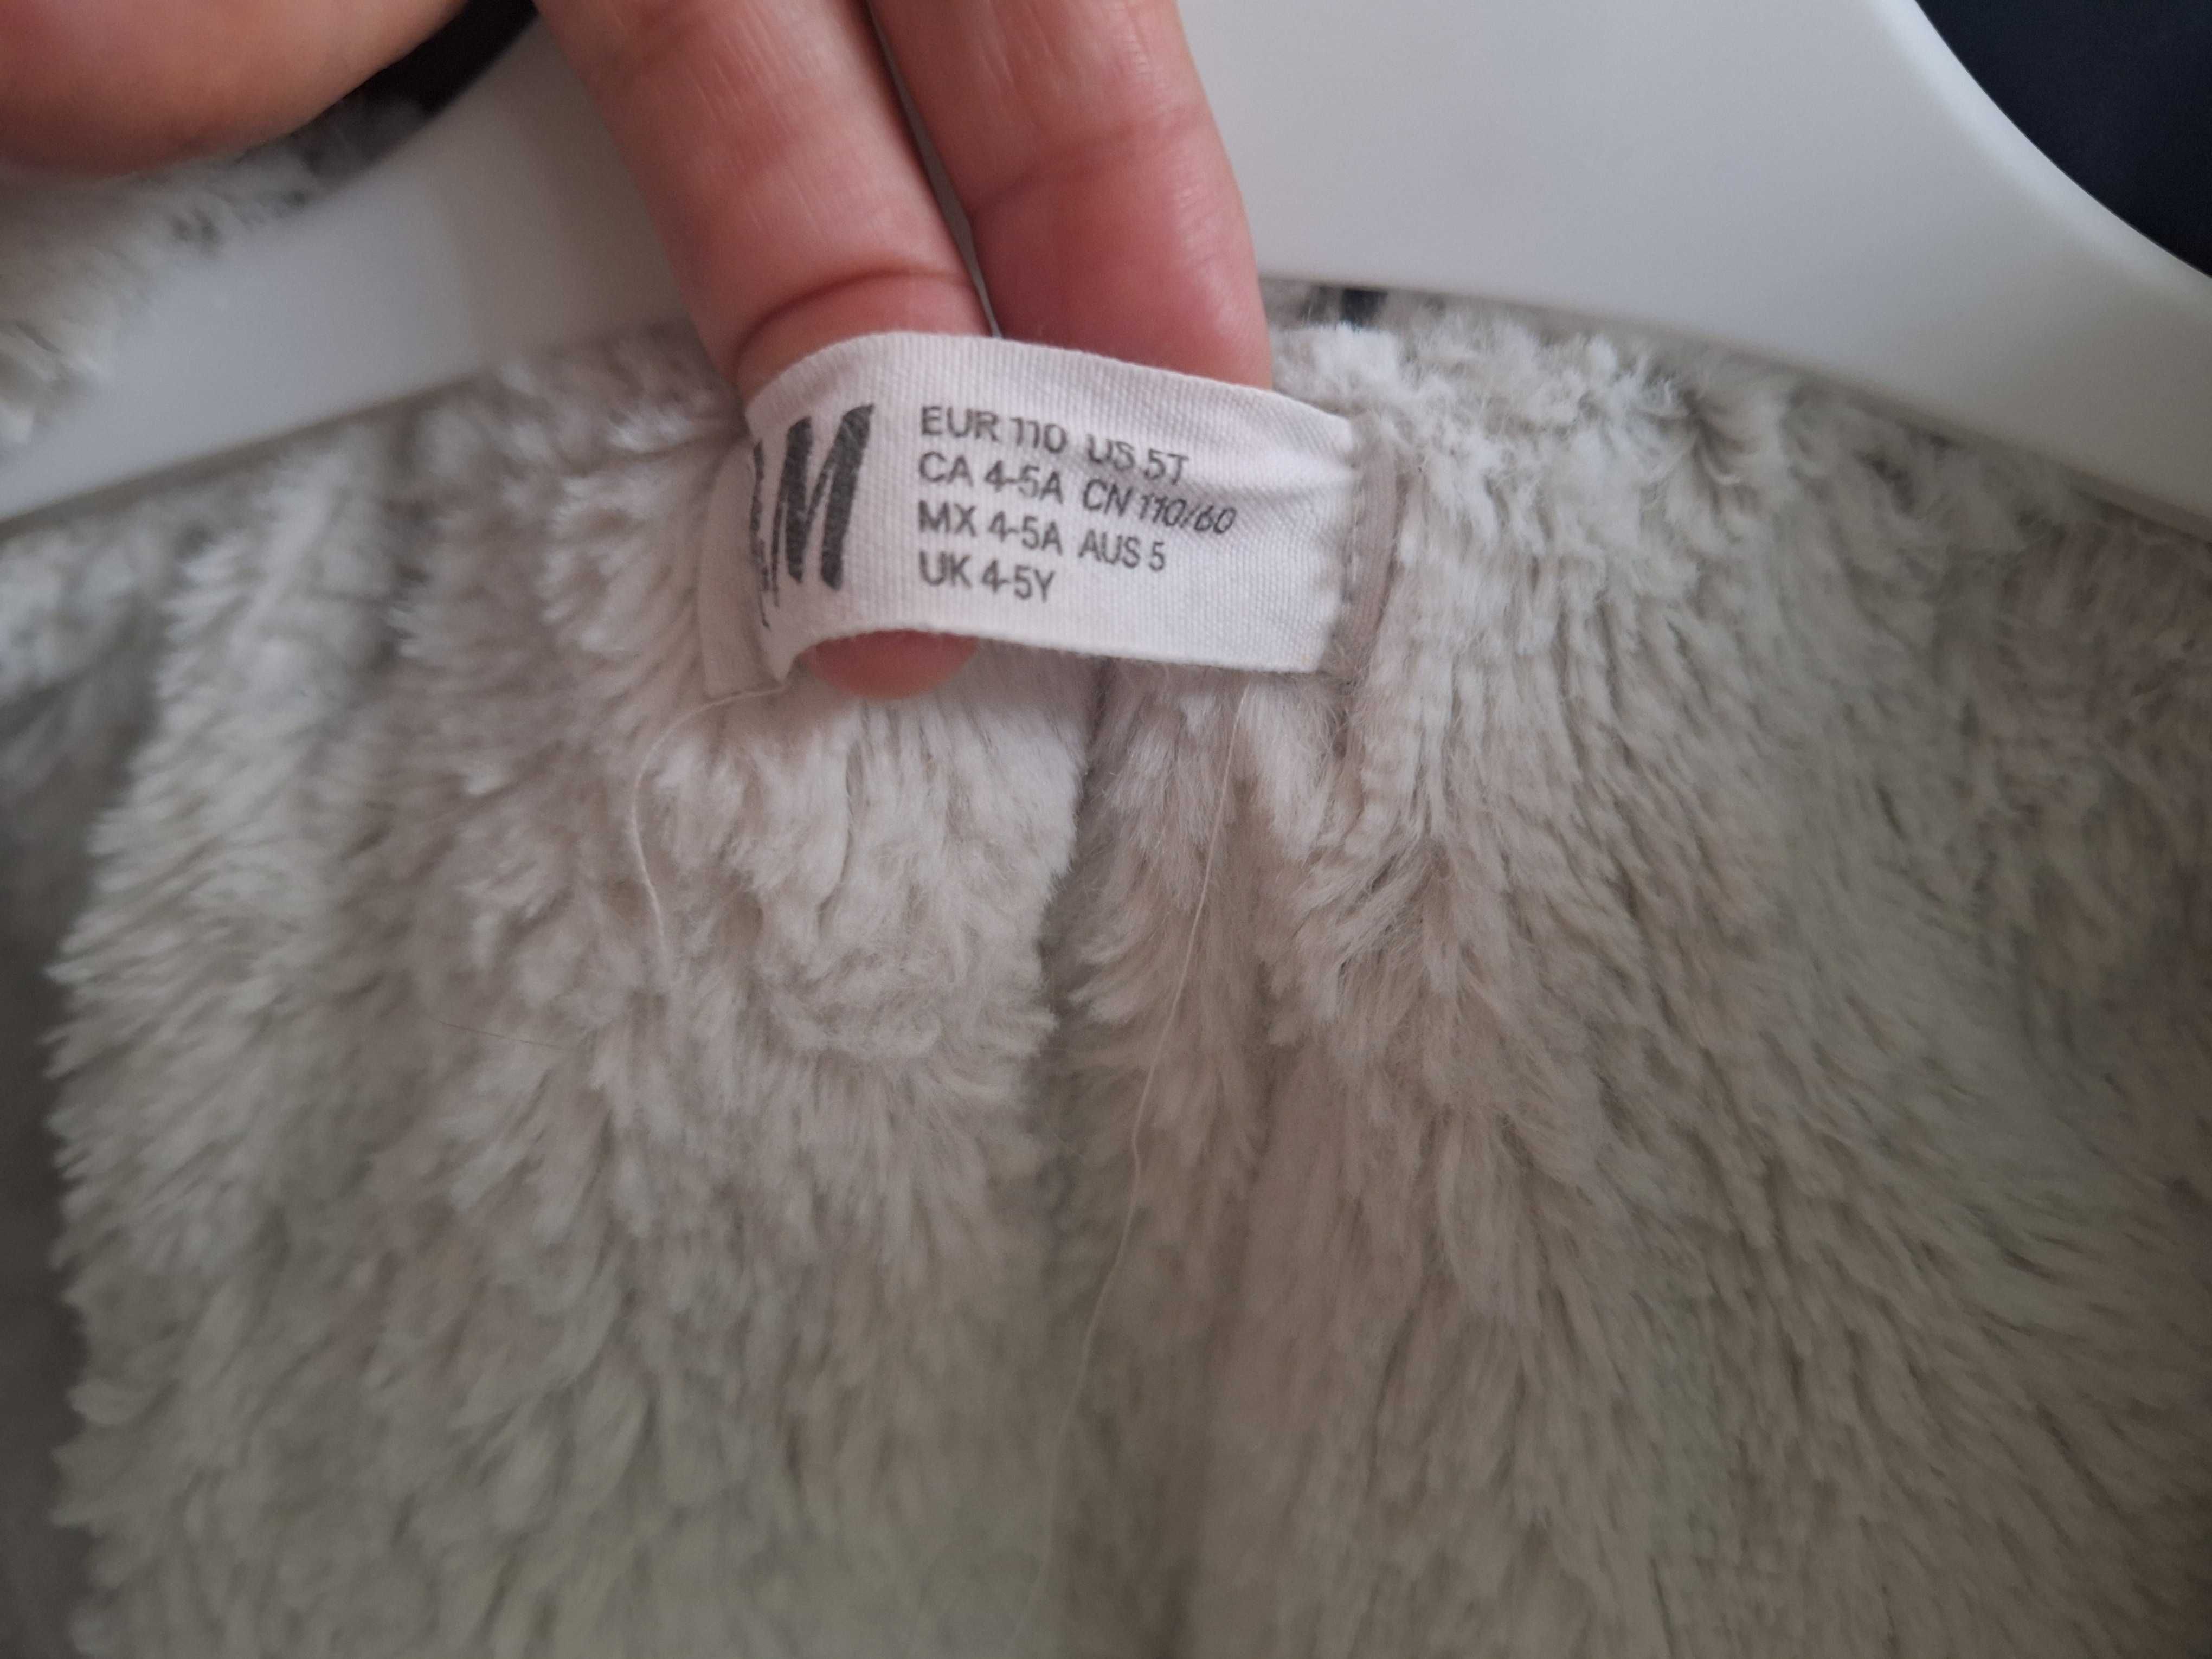 &M
EUR 110 US 5T
CA 4-5A CN 110/60
MX 4-5A AUS 5
UK 4-5Y